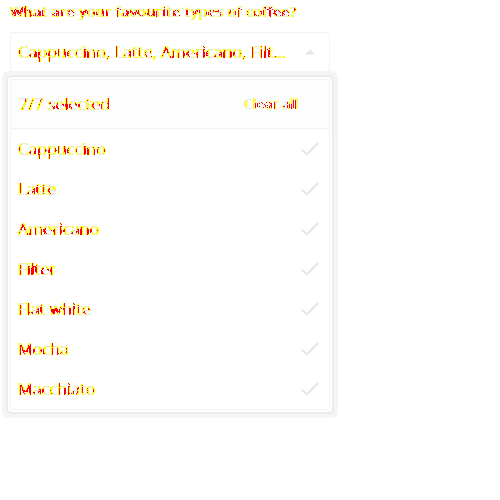 What are your favourite types of coffee?
Cappuccino, Latte, Americano, Filt...
7/7 selected
Clear all
Cappuccino
Latte
Americano
Filter
Flat white
Mocha
Macchiato